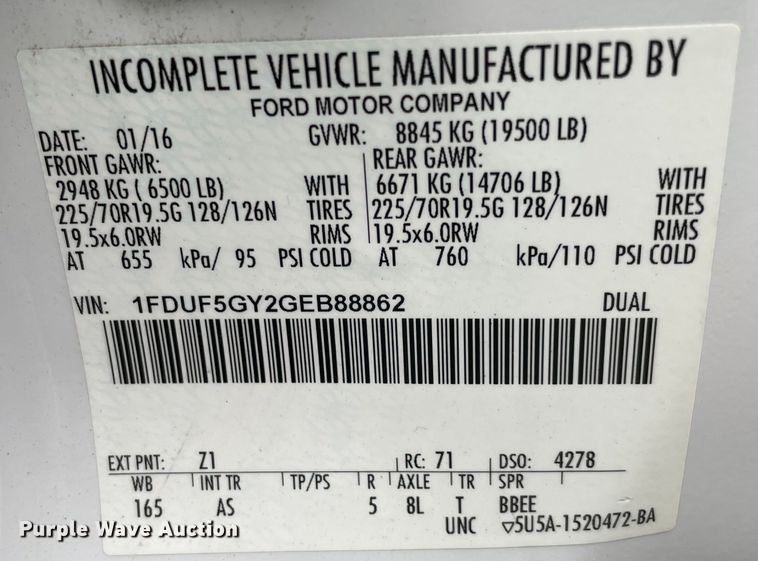 INCOMPLETE VEHICLE MANUFACTURED BY
FORD MOTOR COMPANY
DATE: 01/16 GVWR: 8845 KG (19500 LB)
FRONT GAWR: REAR GAWR:
2948 KG ( 6500 LB) WITH 6671 KG (14706 LB) WITH
225/70R19.5G 128/126N TIRES 225/70R19.5G 128/126N TIRES
19.5x6.0RW RIMS 19.5x6.0RW RIMS
AT 655 kPa/ 95 PSI COLD AT 760 kPa/110 PSI COLD
VIN: 1FDUF5GY2GEB88862 DUAL
EXT PNT: Z1 RC: 71 DSO: 4278
WB INT TR TP/PS R AXLE TR SPR
165 AS 5 8L T BBEE
UNC ▽5U5A-1520472-BA
Purple Wave Auction